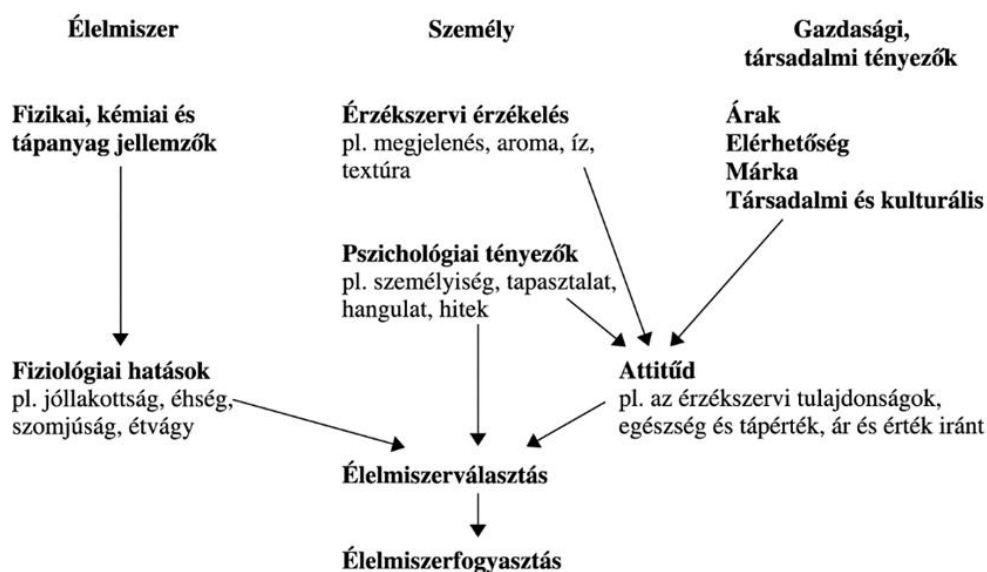 Élelmiszer
Személy
Gazdasági,
társadalmi tényezők
Fizikai, kémiai és
tápanyag jellemzők
Érzékszervi érzékelés
pl. megjelenés, aroma, íz,
textúra
Árak
Elérhetőség
Márka
Társadalmi és kulturális
Pszichológiai tényezők
pl. személyiség, tapasztalat,
hangulat, hitek
Fiziológiai hatások
pl. jóllakottság, éhség,
szomjúság, étvágy
Attitűd
pl. az érzékszervi tulajdonságok,
egészség és tápérték, ár és érték iránt
Élelmiszerválasztás
Élelmiszerfogyasztás